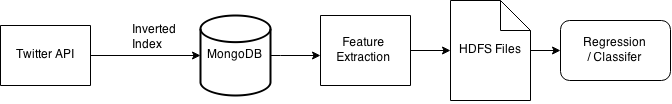 Twitter API
Inverted
Index
MongoDB
Feature
Extraction
HDFS Files
Regression
/ Classifer